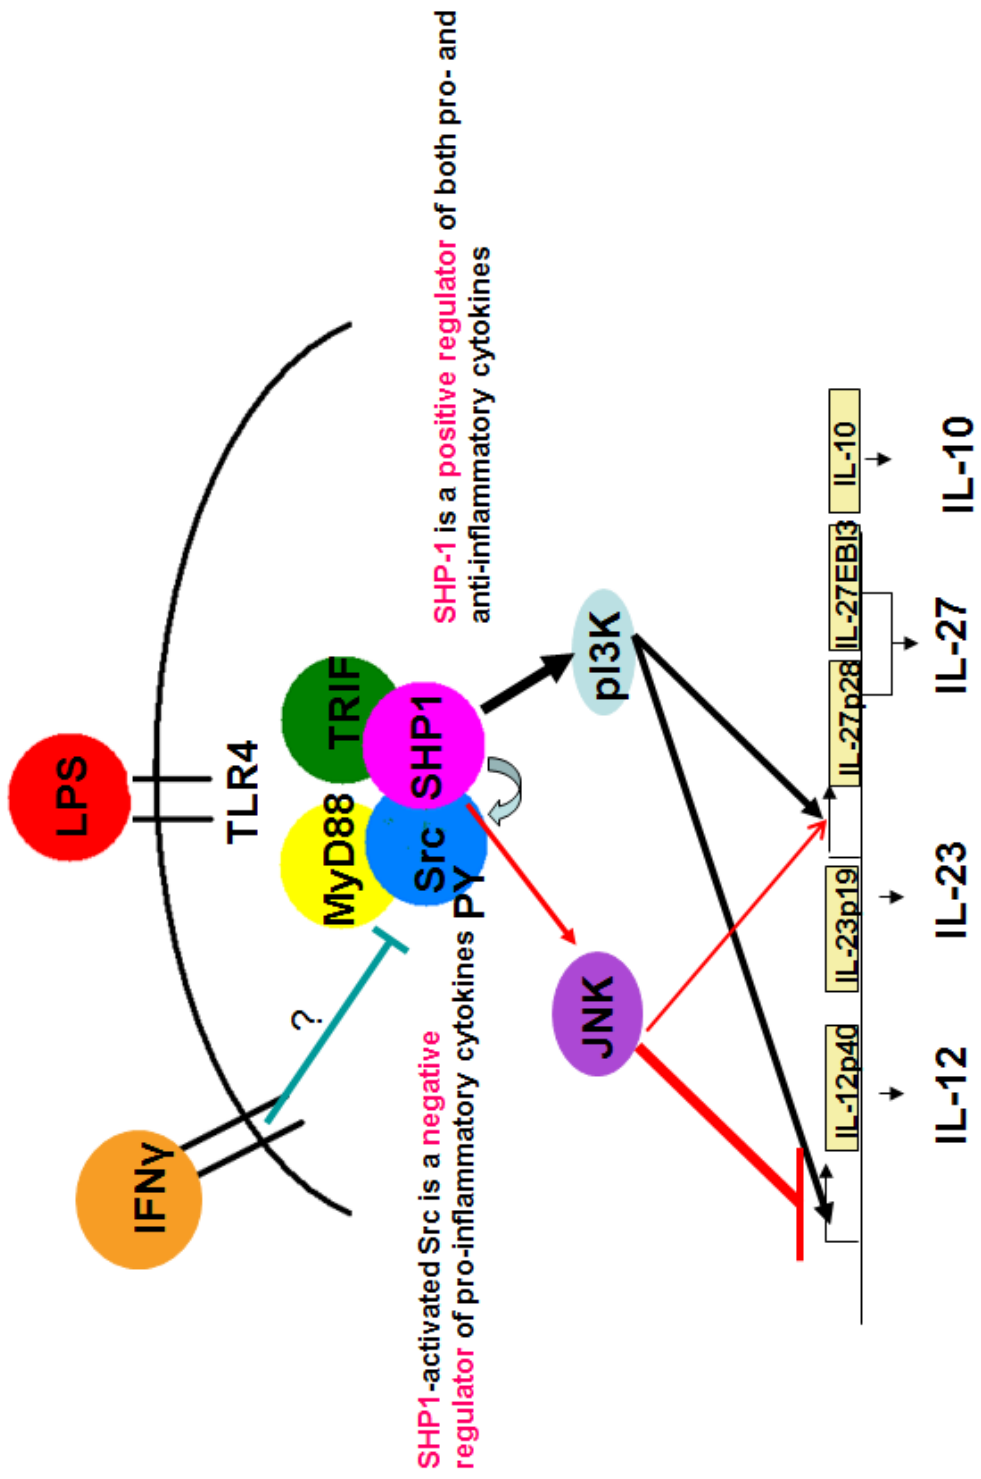 LPS
IFNγ
TLR4
?
MyD88
TRIF
Src
SHP1
PY
SHP1-activated Src is a negative
regulator of pro-inflammatory cytokines
SHP-1 is a positive regulator of both pro- and
anti-inflammatory cytokines
JNK
pI3K
IL-12p40
IL-23p19
IL-27p28
IL-27EBI3
IL-10
IL-12
IL-23
IL-27
IL-10